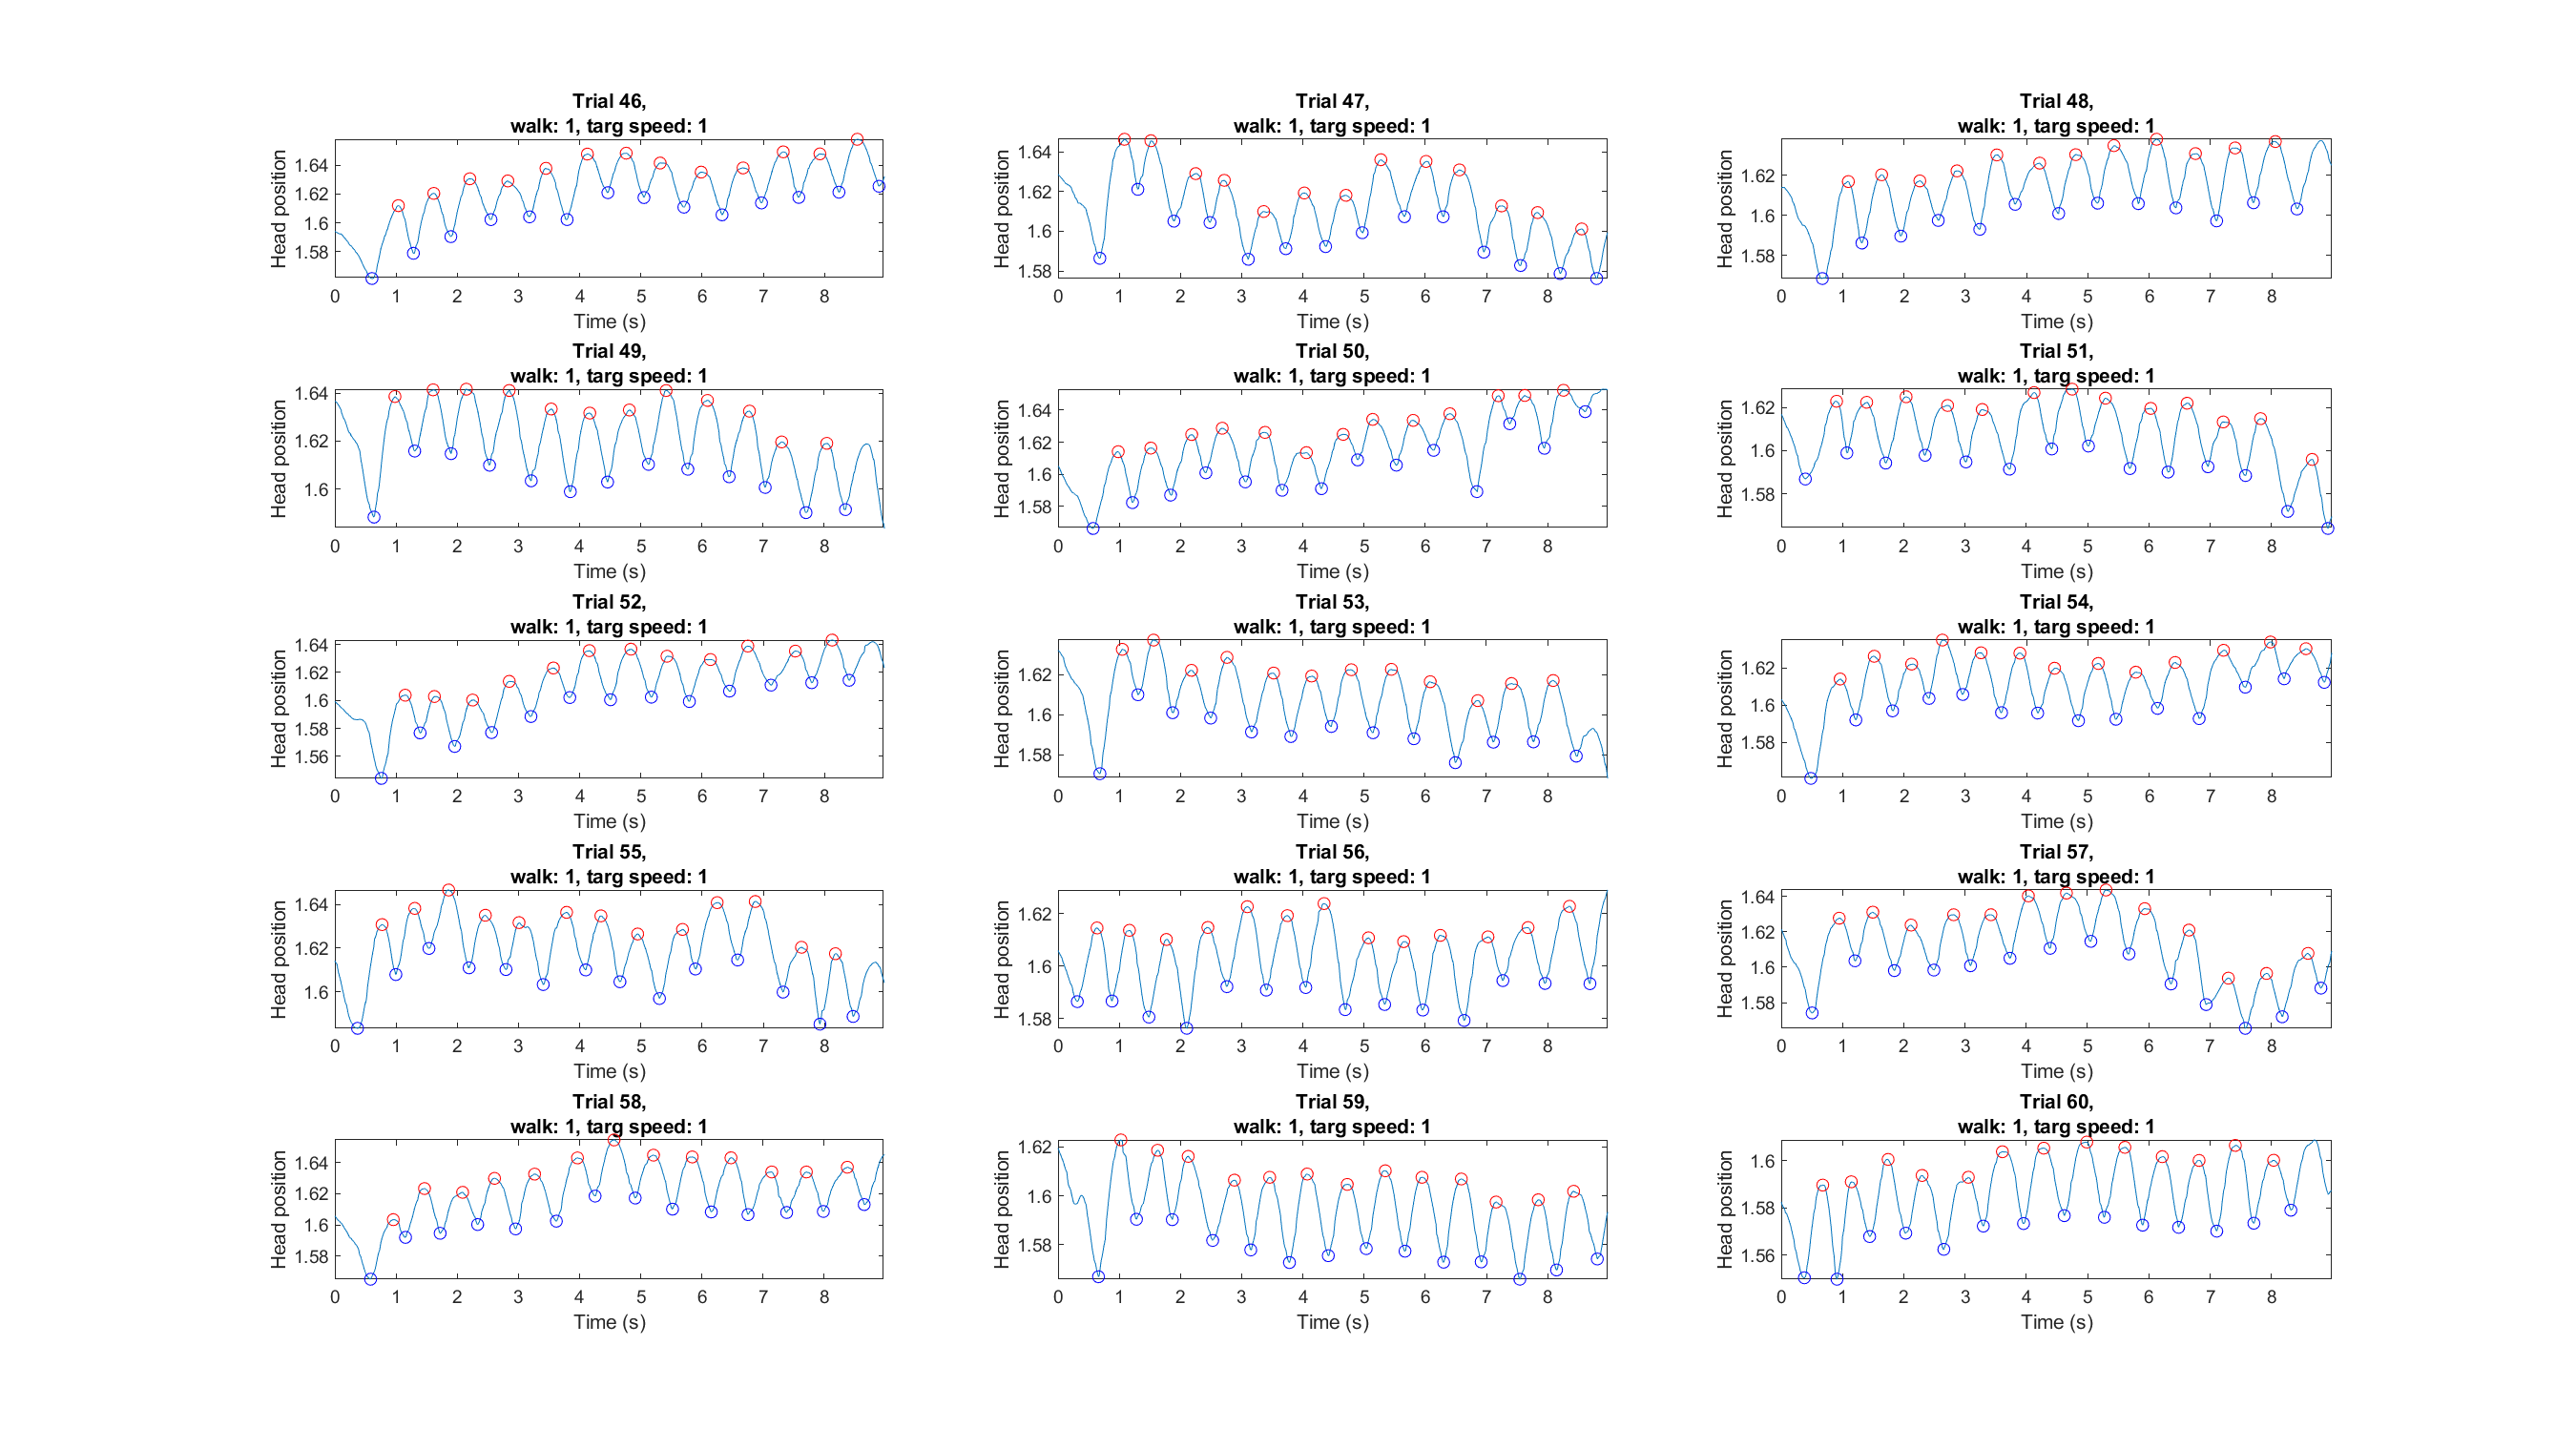 Trial 46,
walk: 1, targ speed: 1
Head position
1.64
1.62
1.6
1.58
0 1 2 3 4 5 6 7 8
Time (s)
Trial 47,
walk: 1, targ speed: 1
Head position
1.64
1.62
1.6
1.58
0 1 2 3 4 5 6 7 8
Time (s)
Trial 48,
walk: 1, targ speed: 1
Head position
1.62
1.6
1.58
0 1 2 3 4 5 6 7 8
Time (s)
Trial 49,
walk: 1, targ speed: 1
Head position
1.64
1.62
1.6
0 1 2 3 4 5 6 7 8
Time (s)
Trial 50,
walk: 1, targ speed: 1
Head position
1.64
1.62
1.6
1.58
0 1 2 3 4 5 6 7 8
Time (s)
Trial 51,
walk: 1, targ speed: 1
Head position
1.62
1.6
1.58
0 1 2 3 4 5 6 7 8
Time (s)
Trial 52,
walk: 1, targ speed: 1
Head position
1.64
1.62
1.6
1.58
1.56
0 1 2 3 4 5 6 7 8
Time (s)
Trial 53,
walk: 1, targ speed: 1
Head position
1.62
1.6
1.58
0 1 2 3 4 5 6 7 8
Time (s)
Trial 54,
walk: 1, targ speed: 1
Head position
1.62
1.6
1.58
0 1 2 3 4 5 6 7 8
Time (s)
Trial 55,
walk: 1, targ speed: 1
Head position
1.64
1.62
1.6
0 1 2 3 4 5 6 7 8
Time (s)
Trial 56,
walk: 1, targ speed: 1
Head position
1.62
1.6
1.58
0 1 2 3 4 5 6 7 8
Time (s)
Trial 57,
walk: 1, targ speed: 1
Head position
1.64
1.62
1.6
1.58
0 1 2 3 4 5 6 7 8
Time (s)
Trial 58,
walk: 1, targ speed: 1
Head position
1.64
1.62
1.6
1.58
0 1 2 3 4 5 6 7 8
Time (s)
Trial 59,
walk: 1, targ speed: 1
Head position
1.62
1.6
1.58
0 1 2 3 4 5 6 7 8
Time (s)
Trial 60,
walk: 1, targ speed: 1
Head position
1.6
1.58
1.56
0 1 2 3 4 5 6 7 8
Time (s)